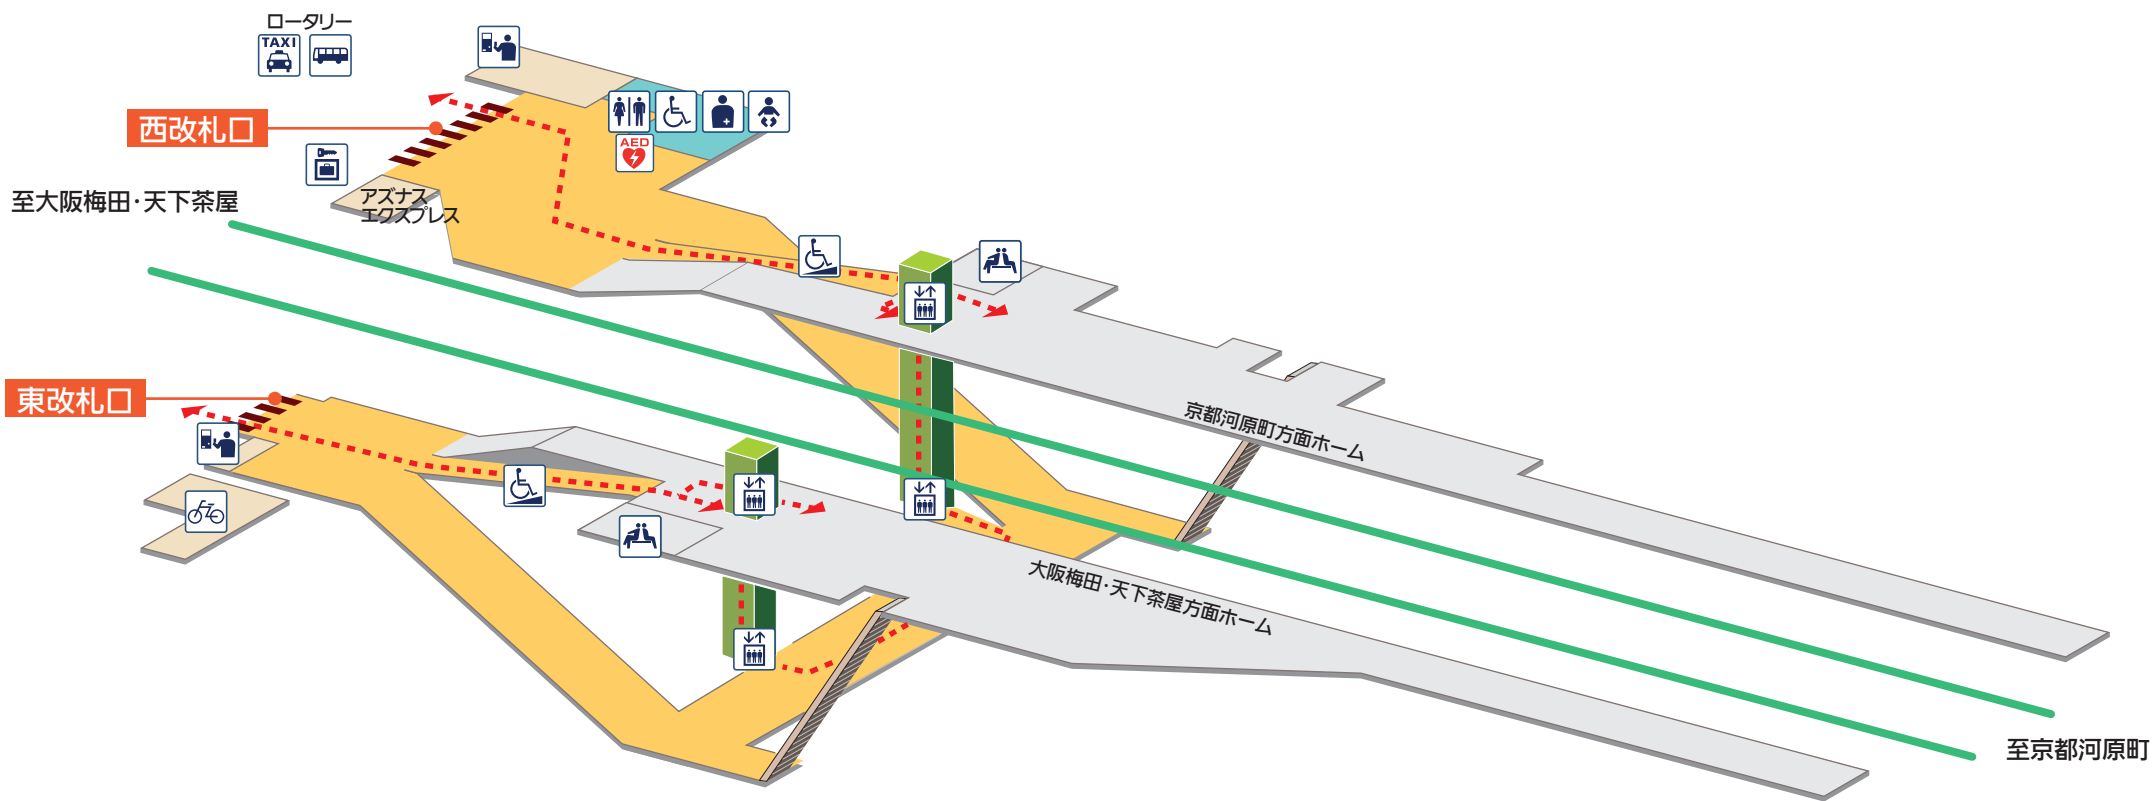 ロータリー
TAXI
西改札口
AED
アズナス
エクスプレス
至大阪梅田・天下茶屋
東改札口
京都河原町方面ホーム
大阪梅田・天下茶屋方面ホーム
至京都河原町